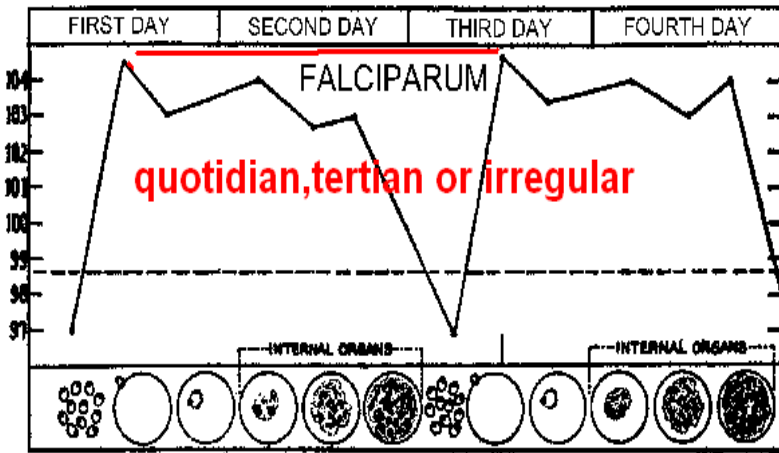 FIRST DAY SECOND DAY THIRD DAY FOURTH DAY
FALCIPARUM
104
103
102
quotidian,tertian or irregular
101
100
99
98
97
INTERNAL ORGANS INTERNAL ORGANS